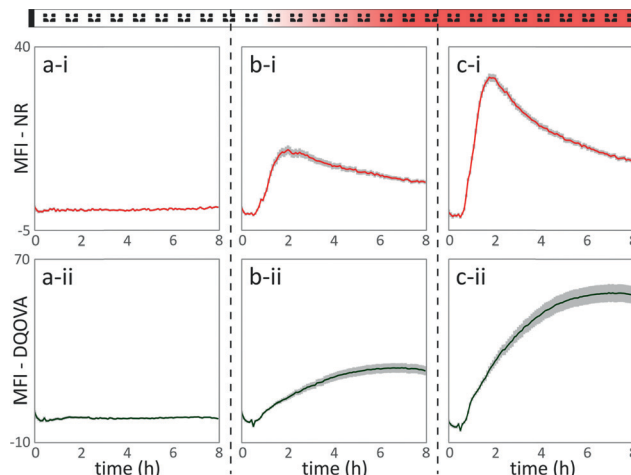 40
a-i
b-i
c-i
MFI - NR
-5
0 2 4 6 8
0 2 4 6 8
0 2 4 6 8
70
a-ii
b-ii
c-ii
MFI - DQOVA
-10
0 2 4 6 8
0 2 4 6 8
0 2 4 6 8
time (h)
time (h)
time (h)